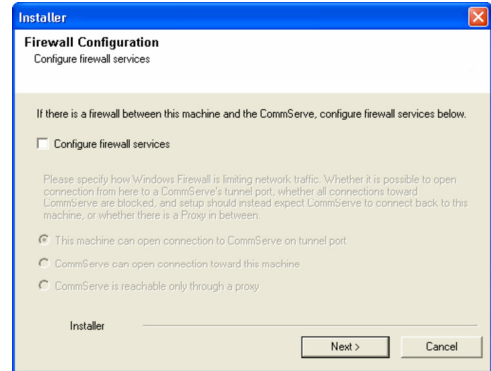 Installer
Firewall Configuration
Configure firewall services
If there is a firewall between this machine and the CommServe, configure firewall services below.
Configure firewall services
Please specify how Windows Firewall is limiting network traffic. Whether it is possible to open
connection from here to a CommServe's tunnel port, whether all connections toward
CommServe are blocked, and setup should instead expect CommServe to connect back to this
machine, or whether there is a Proxy in between.
This machine can open connection to CommServe on tunnel port
CommServe can open connection toward this machine
CommServe is reachable only through a proxy
Installer
Next >
Cancel